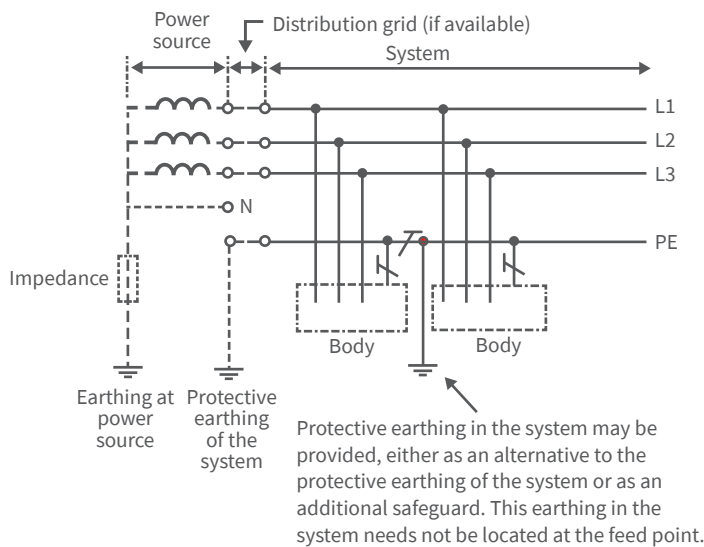 Power
source
Distribution grid (if available)
System
L1
L2
L3
N
PE
Impedance
Body
Body
Earthing at
power
source
Protective
earthing
of the
system
Protective earthing in the system may be
provided, either as an alternative to the
protective earthing of the system or as an
additional safeguard. This earthing in the
system needs not be located at the feed point.